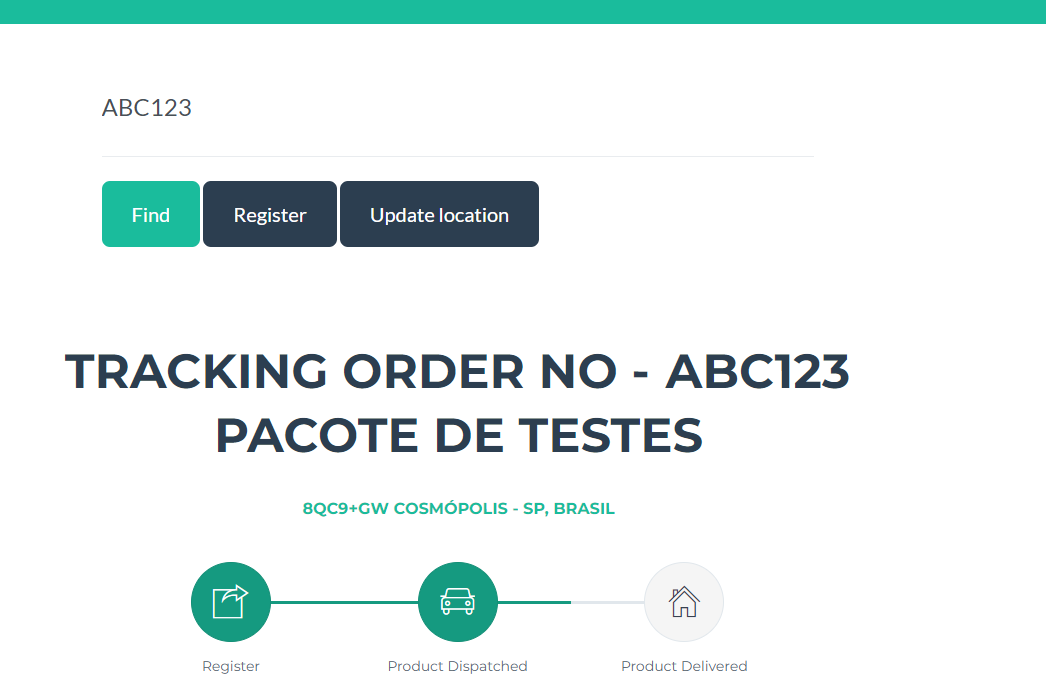 ABC123
Find Register Update location
TRACKING ORDER NO - ABC123
PACOTE DE TESTES
8QC9+GW COSMÓPOLIS - SP, BRASIL
Register Product Dispatched Product Delivered